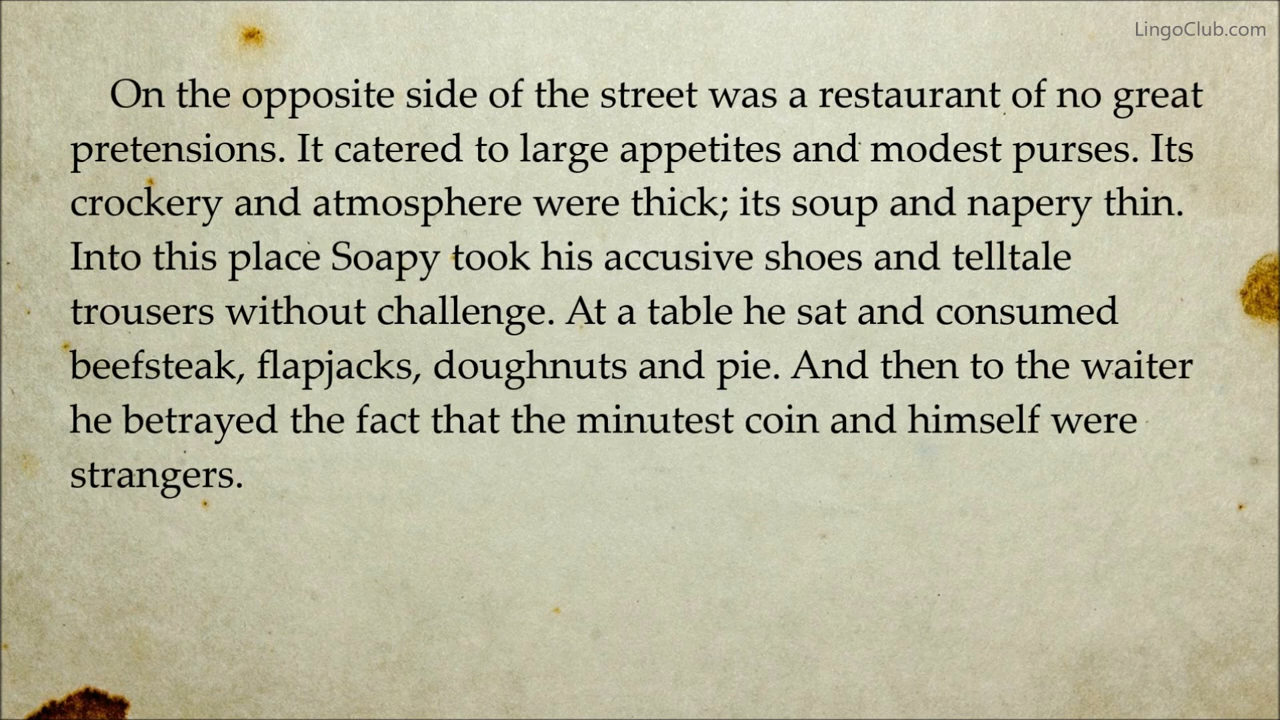 LingoClub.com
On the opposite side of the street was a restaurant of no great
pretensions. It catered to large appetites and modest purses. Its
crockery and atmosphere were thick; its soup and napery thin.
Into this place Soapy took his accusive shoes and telltale
trousers without challenge. At a table he sat and consumed
beefsteak, flapjacks, doughnuts and pie. And then to the waiter
he betrayed the fact that the minutest coin and himself were
strangers.